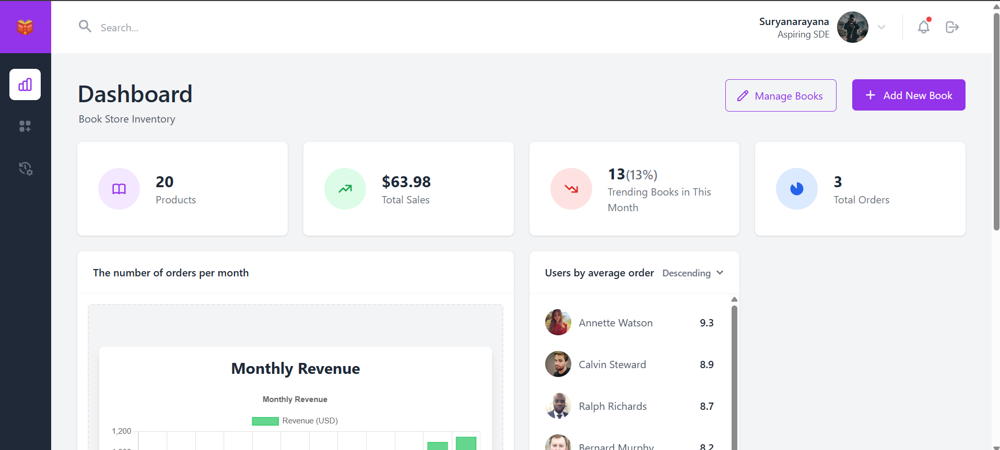 Search...
Suryanarayana
Aspiring SDE
Dashboard
Book Store Inventory
Manage Books
Add New Book
20
Products
$63.98
Total Sales
13(13%)
Trending Books in This
Month
3
Total Orders
The number of orders per month
Monthly Revenue
Monthly Revenue
Revenue (USD)
1,200
Users by average order Descending
Annette Watson 9.3
Calvin Steward 8.9
Ralph Richards 8.7
Bernard Murphy 8.2